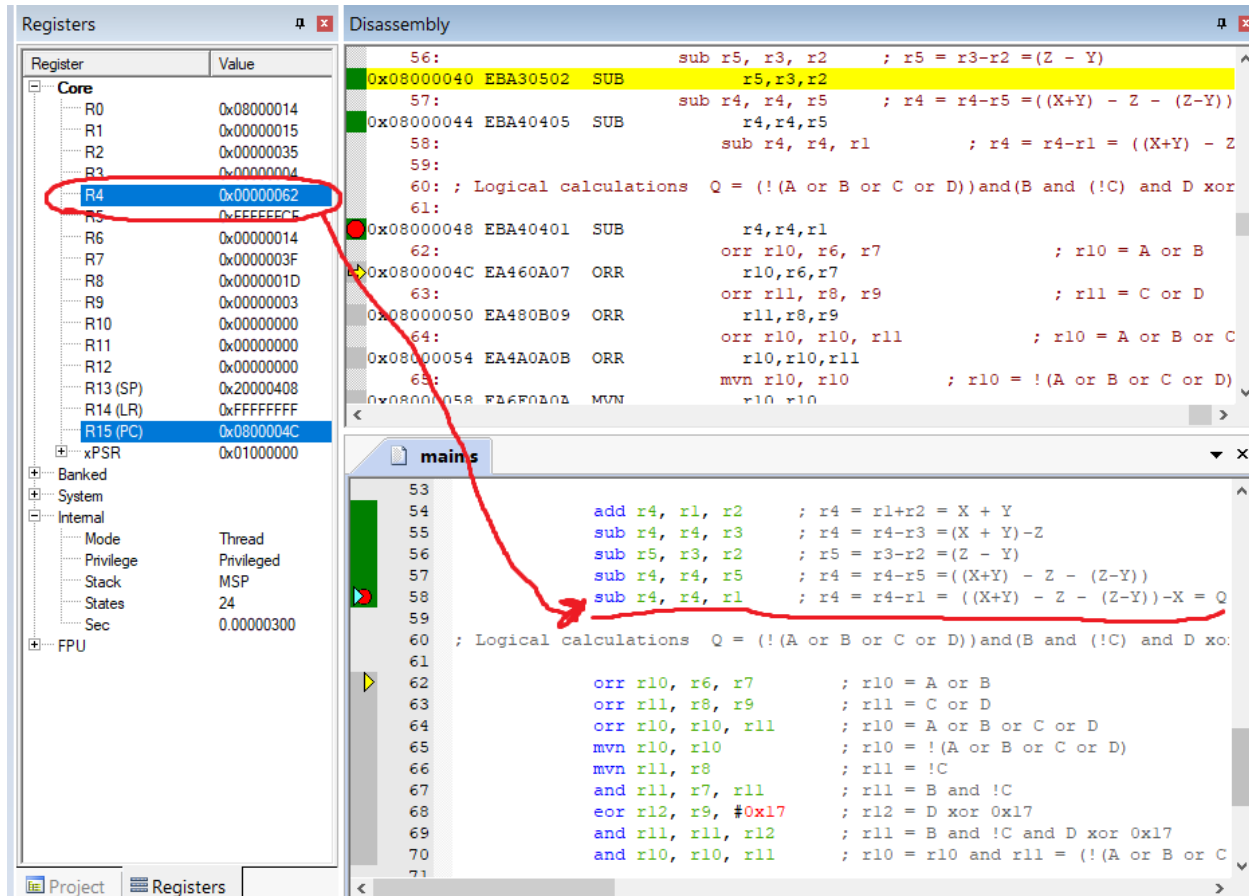 Registers
Register Value
Core
R0 0x08000014
R1 0x00000015
R2 0x00000035
R3 0x00000004
R4 0x00000062
R5 0xFFFFFFCF
R6 0x00000014
R7 0x0000003F
R8 0x0000001D
R9 0x00000003
R10 0x00000000
R11 0x00000000
R12 0x00000000
R13 (SP) 0x20000408
R14 (LR) 0xFFFFFFFF
R15 (PC) 0x0800004C
xPSR 0x01000000
Banked
System
Internal
Mode Thread
Privilege Privileged
Stack MSP
States 24
Sec 0.00000300
FPU
Project Registers
Disassembly
56: sub r5, r3, r2 ; r5 = r3-r2 =(Z - Y)
0x08000040 EBA30502 SUB r5,r3,r2
57: sub r4, r4, r5 ; r4 = r4-r5 =((X+Y) - Z - (Z-Y))
0x08000044 EBA40405 SUB r4,r4,r5
58: sub r4, r4, r1 ; r4 = r4-r1 = ((X+Y) - Z
59:
60: ; Logical calculations Q = (!(A or B or C or D))and(B and (!C) and D xor
61:
0x08000048 EBA40401 SUB r4,r4,r1
62: orr r10, r6, r7 ; r10 = A or B
0x0800004C EA460A07 ORR r10,r6,r7
63: orr r11, r8, r9 ; r11 = C or D
0x08000050 EA480B09 ORR r11,r8,r9
64: orr r10, r10, r11 ; r10 = A or B or C
0x08000054 EA4A0A0B ORR r10,r10,r11
65: mvn r10, r10 ; r10 = !(A or B or C or D)
0x08000058 EA6F0A0A MVN r10,r10
main.s
53
54 add r4, r1, r2 ; r4 = r1+r2 = X + Y
55 sub r4, r4, r3 ; r4 = r4-r3 =(X + Y)-Z
56 sub r5, r3, r2 ; r5 = r3-r2 =(Z - Y)
57 sub r4, r4, r5 ; r4 = r4-r5 =((X+Y) - Z - (Z-Y))
58 sub r4, r4, r1 ; r4 = r4-r1 = ((X+Y) - Z - (Z-Y))-X = Q
59
60 ; Logical calculations Q = (!(A or B or C or D))and(B and (!C) and D xo
61
62 orr r10, r6, r7 ; r10 = A or B
63 orr r11, r8, r9 ; r11 = C or D
64 orr r10, r10, r11 ; r10 = A or B or C or D
65 mvn r10, r10 ; r10 = !(A or B or C or D)
66 mvn r11, r8 ; r11 = !C
67 and r11, r7, r11 ; r11 = B and !C
68 eor r12, r9, #0x17 ; r12 = D xor 0x17
69 and r11, r11, r12 ; r11 = B and !C and D xor 0x17
70 and r10, r10, r11 ; r10 = r10 and r11 = (!(A or B or C
71